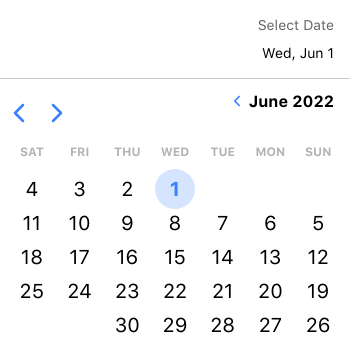 Select Date
Wed, Jun 1
June 2022
SAT FRI THU WED TUE MON SUN
4 3 2 1
11 10 9 8 7 6 5
18 17 16 15 14 13 12
25 24 23 22 21 20 19
30 29 28 27 26